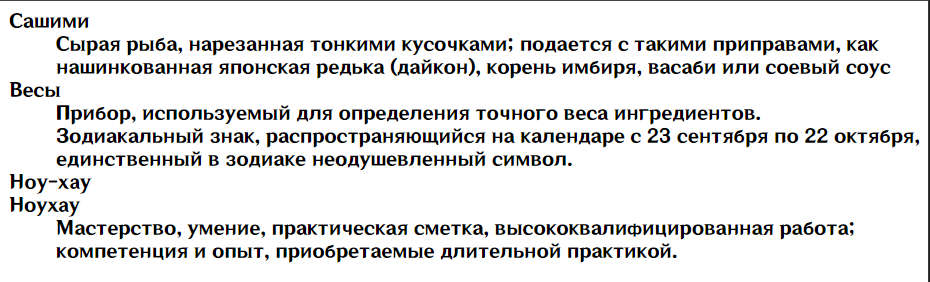 Сашими
Сырая рыба, нарезанная тонкими кусочками; подается с такими приправами, как
нашинкованная японская редька (дайкон), корень имбиря, васаби или соевый соус
Весы
Прибор, используемый для определения точного веса ингредиентов.
Зодиакальный знак, распространяющийся на календаре с 23 сентября по 22 октября,
единственный в зодиаке неодушевленный символ.
Ноу-хау
Ноухау
Мастерство, умение, практическая сметка, высококвалифицированная работа;
компетенция и опыт, приобретаемые длительной практикой.